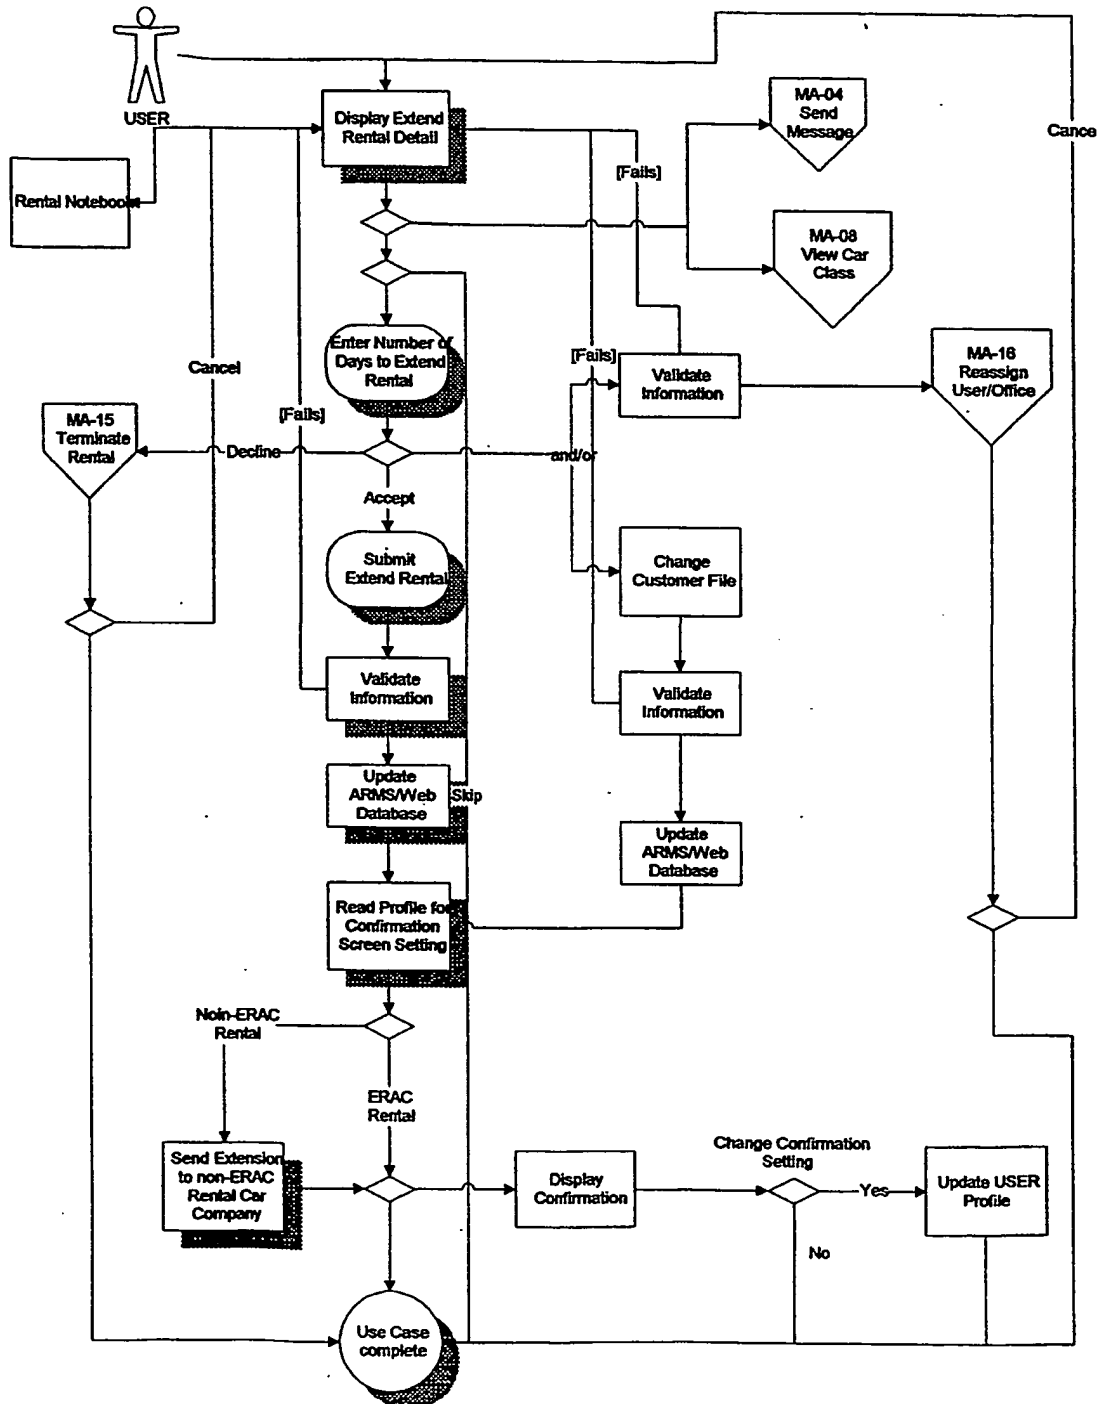 USER
Display Extend
Rental Detail
MA-04
Send
Message
Cance
Rental Notebook
[Fails]
MA-08
View Car
Class
Enter Number of
Days to Extend
Rental
Cancel
[Fails]
Validate
Information
MA-16
Reassign
User/Office
MA-15
Terminate
Rental
[Fails]
Decline
and/or
Accept
Submit
Extend Rental
Change
Customer File
Validate
Information
Validate
Information
Update
ARMS/Web
Database
Skip
Update
ARMS/Web
Database
Read Profile for
Confirmation
Screen Setting
Noin-ERAC
Rental
ERAC
Rental
Send Extension
to non-ERAC
Rental Car
Company
Display
Confirmation
Change Confirmation
Setting
Yes
Update USER
Profile
No
Use Case
complete